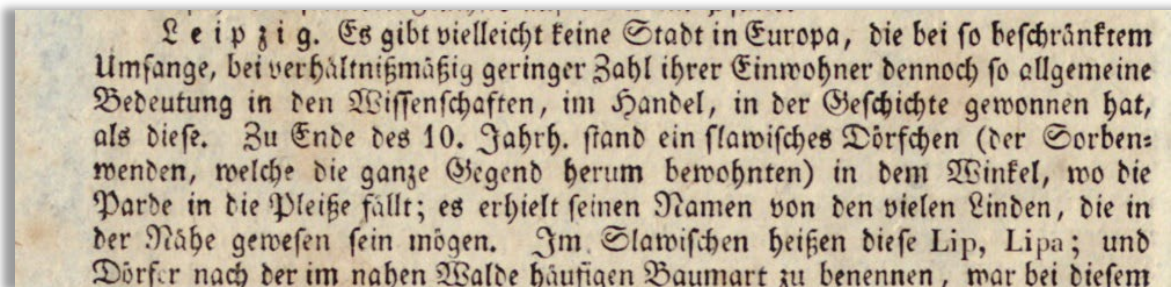 Leipzig. Es gibt vielleicht keine Stadt in Europa, die bei so beschränktem
Umfange, bei verhältnißmäßig geringer Zahl ihrer Einwohner dennoch so allgemeine
Bedeutung in den Wissenschaften, im Handel, in der Geschichte gewonnen hat,
als diese. Zu Ende des 10. Jahrh. stand ein slawisches Dörfchen (der Sorben-
wenden, welche die ganze Gegend herum bewohnten) in dem Winkel, wo die
Parde in die Pleiße fällt; es erhielt seinen Namen von den vielen Linden, die in
der Nähe gewesen sein mögen. Im Slawischen heißen diese Lip, Lipa; und
Dörfer nach der im nahen Walde häufigen Baumart zu benennen, war bei diesem